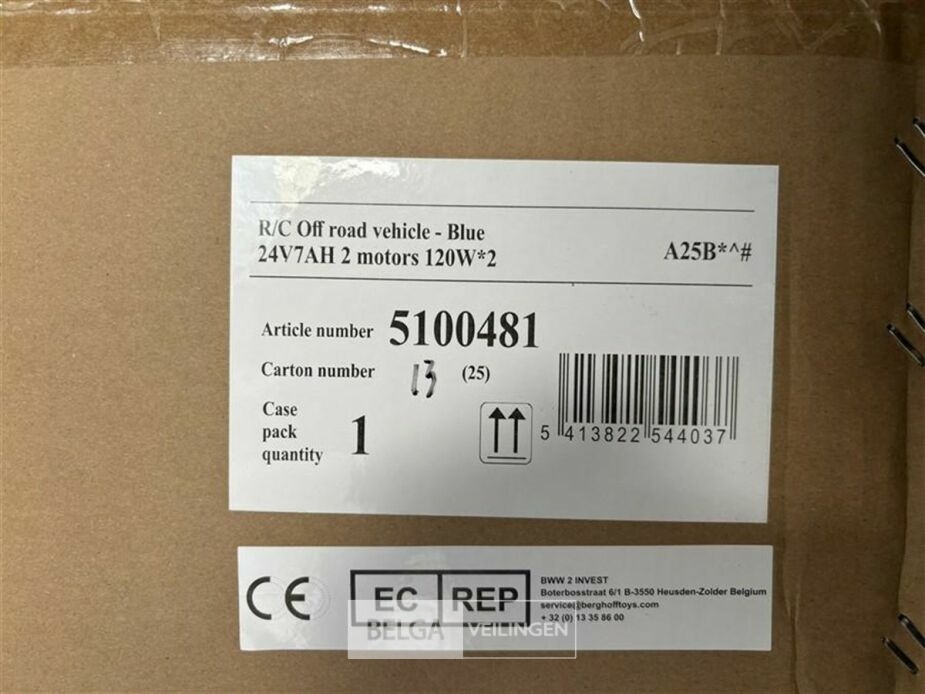 R/C Off road vehicle - Blue
24V7AH 2 motors 120W*2
A25B*^#
Article number 5100481
Carton number 13 (25)
Case
pack
quantity
1
5 413822 544037
CE
EC REP
BWW 2 INVEST
Boterbosstraat 6/1 B-3550 Heusden-Zolder Belgium
service@berghofftoys.com
+ 32 (0) 13 35 86 00
BELGA VEILINGEN